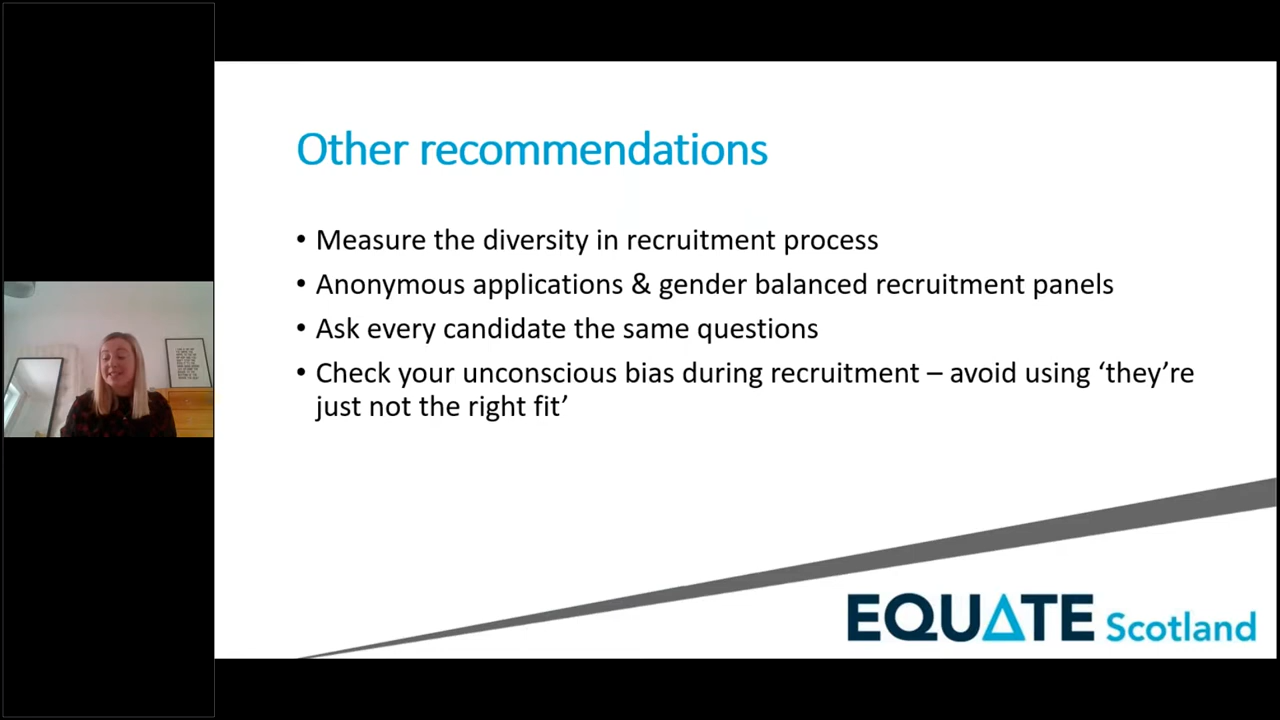 Other recommendations
• Measure the diversity in recruitment process
• Anonymous applications & gender balanced recruitment panels
• Ask every candidate the same questions
• Check your unconscious bias during recruitment – avoid using ‘they’re
just not the right fit’
EQUATE Scotland